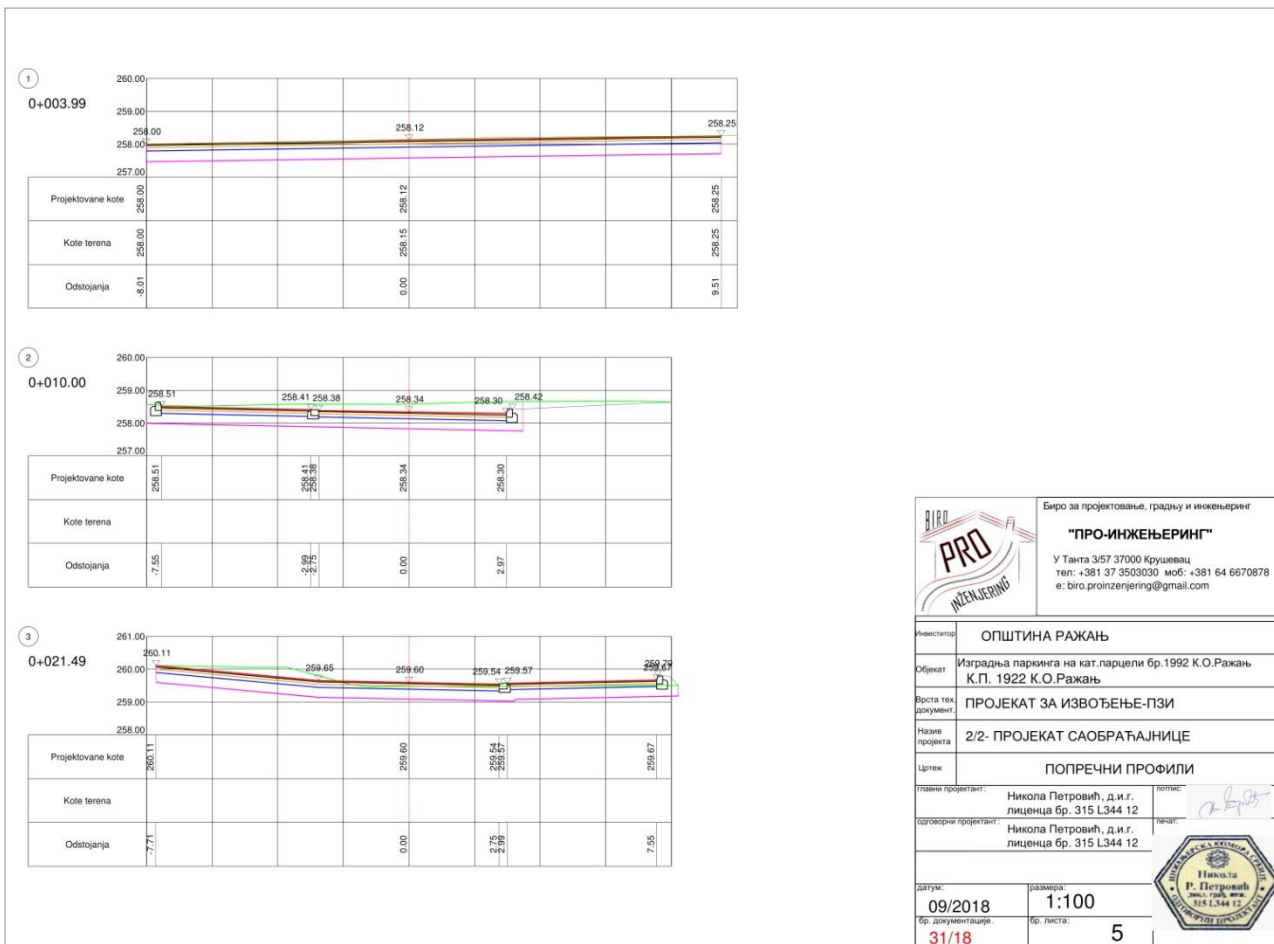 1
0+003.99
260.00
259.00
258.00
257.00
258.00
258.12
258.25
Projektovane kote
258.00
258.12
258.25
Kote terena
258.00
258.15
258.25
Odstojanja
-8.01
0.00
9.51
2
0+010.00
260.00
259.00
258.00
257.00
258.51
258.41
258.38
258.34
258.30
258.42
Projektovane kote
258.51
258.41
258.38
258.34
258.30
Kote terena
Odstojanja
-7.55
-2.99
-2.75
0.00
2.97
3
0+021.49
261.00
260.00
259.00
258.00
260.11
259.65
259.60
259.54
259.57
259.79
259.67
Projektovane kote
260.11
259.60
259.54
259.57
259.67
Kote terena
Odstojanja
-7.71
0.00
2.75
2.99
7.55
BIRO
PRO
INŽENJERING
Биро за пројектовање, градњу и инжењеринг
"ПРО-ИНЖЕЊЕРИНГ"
У Танта 3/57 37000 Крушевац
тел: +381 37 3503030 моб: +381 64 6670878
е: biro.proinzenjering@gmail.com
Инвеститор
ОПШТИНА РАЖАЊ
Објекат
Изградња паркинга на кат.парцели бр.1992 К.О.Ражањ
К.П. 1922 К.О.Ражањ
Врста тех.
документ.
ПРОЈЕКАТ ЗА ИЗВОЂЕЊЕ-ПЗИ
Назив
пројекта
2/2- ПРОЈЕКАТ САОБРАЋАЈНИЦЕ
Цртеж
ПОПРЕЧНИ ПРОФИЛИ
главни пројектант:
Никола Петровић, д.и.г.
лиценца бр. 315 L344 12
потпис:
одговорни пројектант:
Никола Петровић, д.и.г.
лиценца бр. 315 L344 12
печат:
ИНЖЕЊЕРСКА КОМОРА СРБИЈЕ
Никола
Р. Петровић
дипл. грађ. инж.
315 L344 12
ОДГОВОРНИ ПРОЈЕКТАНТ
датум:
09/2018
размера:
1:100
бр. документације.
31/18
бр. листа:
5